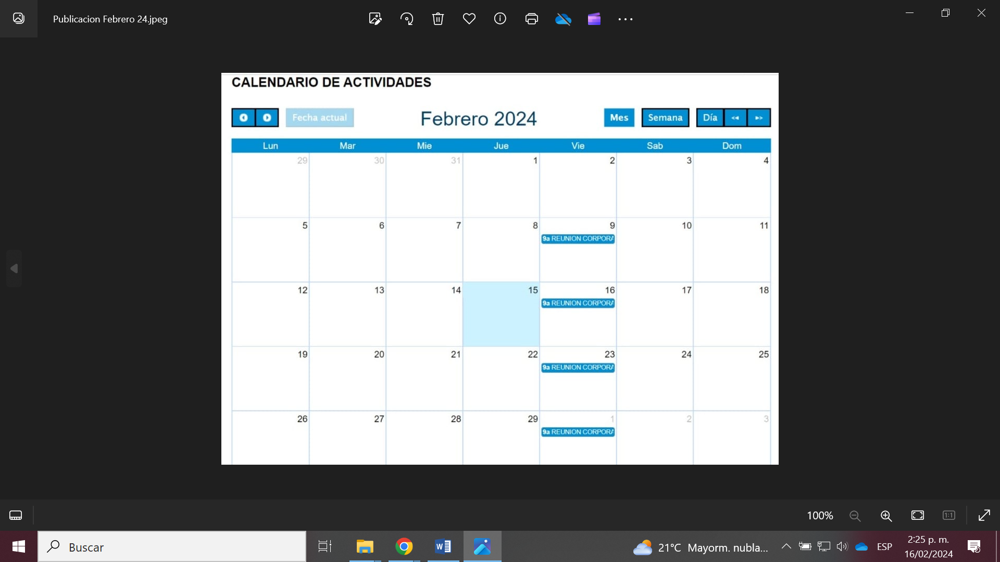 Publicacion Febrero 24.jpeg
CALENDARIO DE ACTIVIDADES
Fecha actual
Febrero 2024
Mes Semana Día
Lun Mar Mie Jue Vie Sab Dom
29 30 31 1 2 3 4
5 6 7 8 9 10 11
9a REUNION CORPORA
12 13 14 15 16 17 18
9a REUNION CORPORA
19 20 21 22 23 24 25
9a REUNION CORPORA
26 27 28 29 1 2 3
9a REUNION CORPORA
100% 1:1
Buscar
W
21°C Mayorm. nubla...
ESP
2:25 p. m.
16/02/2024